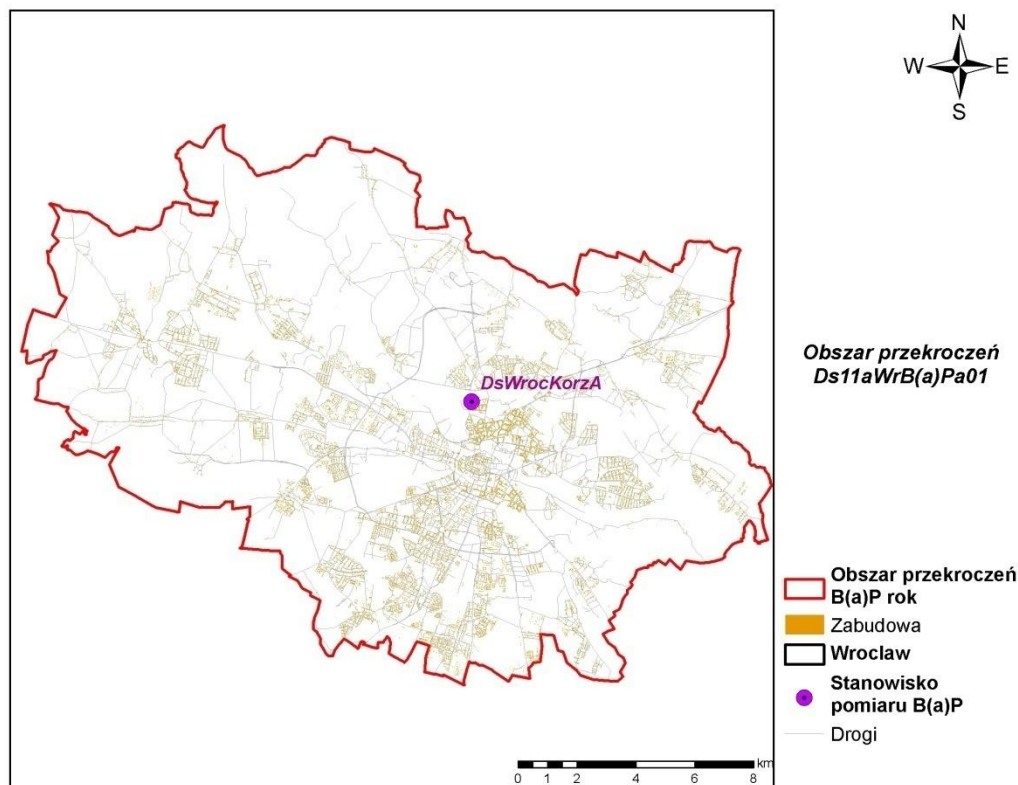 N
W E
S
DsWrocKorzA
Obszar przekroczeń
Ds11aWrB(a)Pa01
Obszar przekroczeń
B(a)P rok
Zabudowa
Wroclaw
Stanowisko
pomiaru B(a)P
Drogi
km
0 1 2 4 6 8